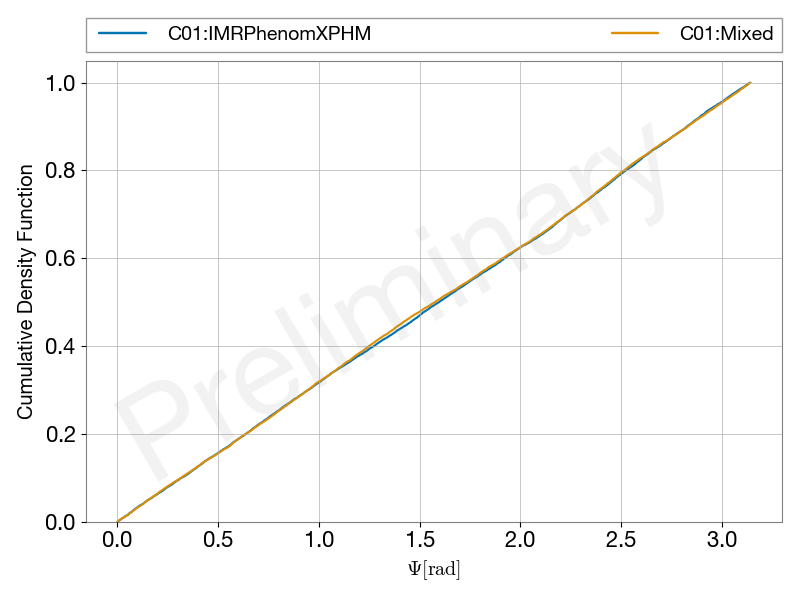 C01:IMRPhenomXPHM C01:Mixed
Cumulative Density Function
1.0
0.8
0.6
0.4
0.2
0.0
Preliminary
0.0 0.5 1.0 1.5 2.0 2.5 3.0
Ψ[rad]